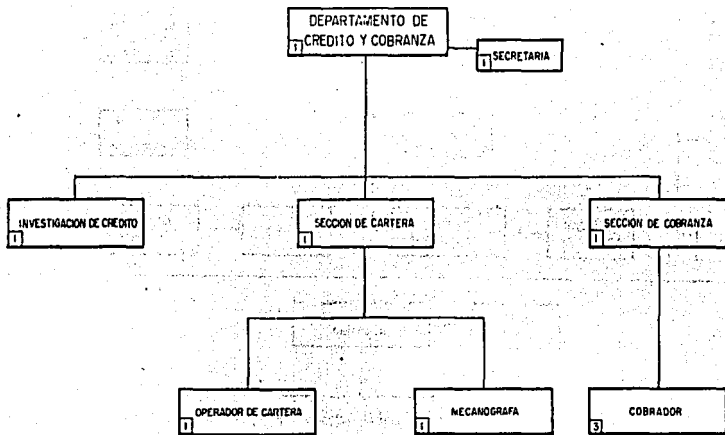 DEPARTAMENTO DE
CREDITO Y COBRANZA
1
SECRETARIA
1
INVESTIGACION DE CREDITO
1
SECCION DE CARTERA
1
SECCION DE COBRANZA
1
OPERADOR DE CARTERA
1
MECANOGRAFA
1
COBRADOR
3